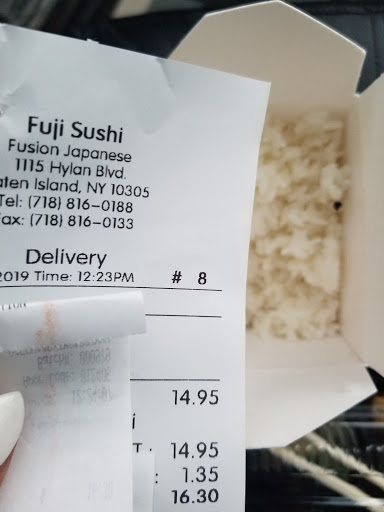 Fuji Sushi
Fusion Japanese
1115 Hylan Blvd.
aten Island, NY 10305
Tel: (718) 816-0188
ax: (718) 816-0133
Delivery
2019 Time: 12:23PM # 8
14.95
i
T : 14.95
: 1.35
16.30